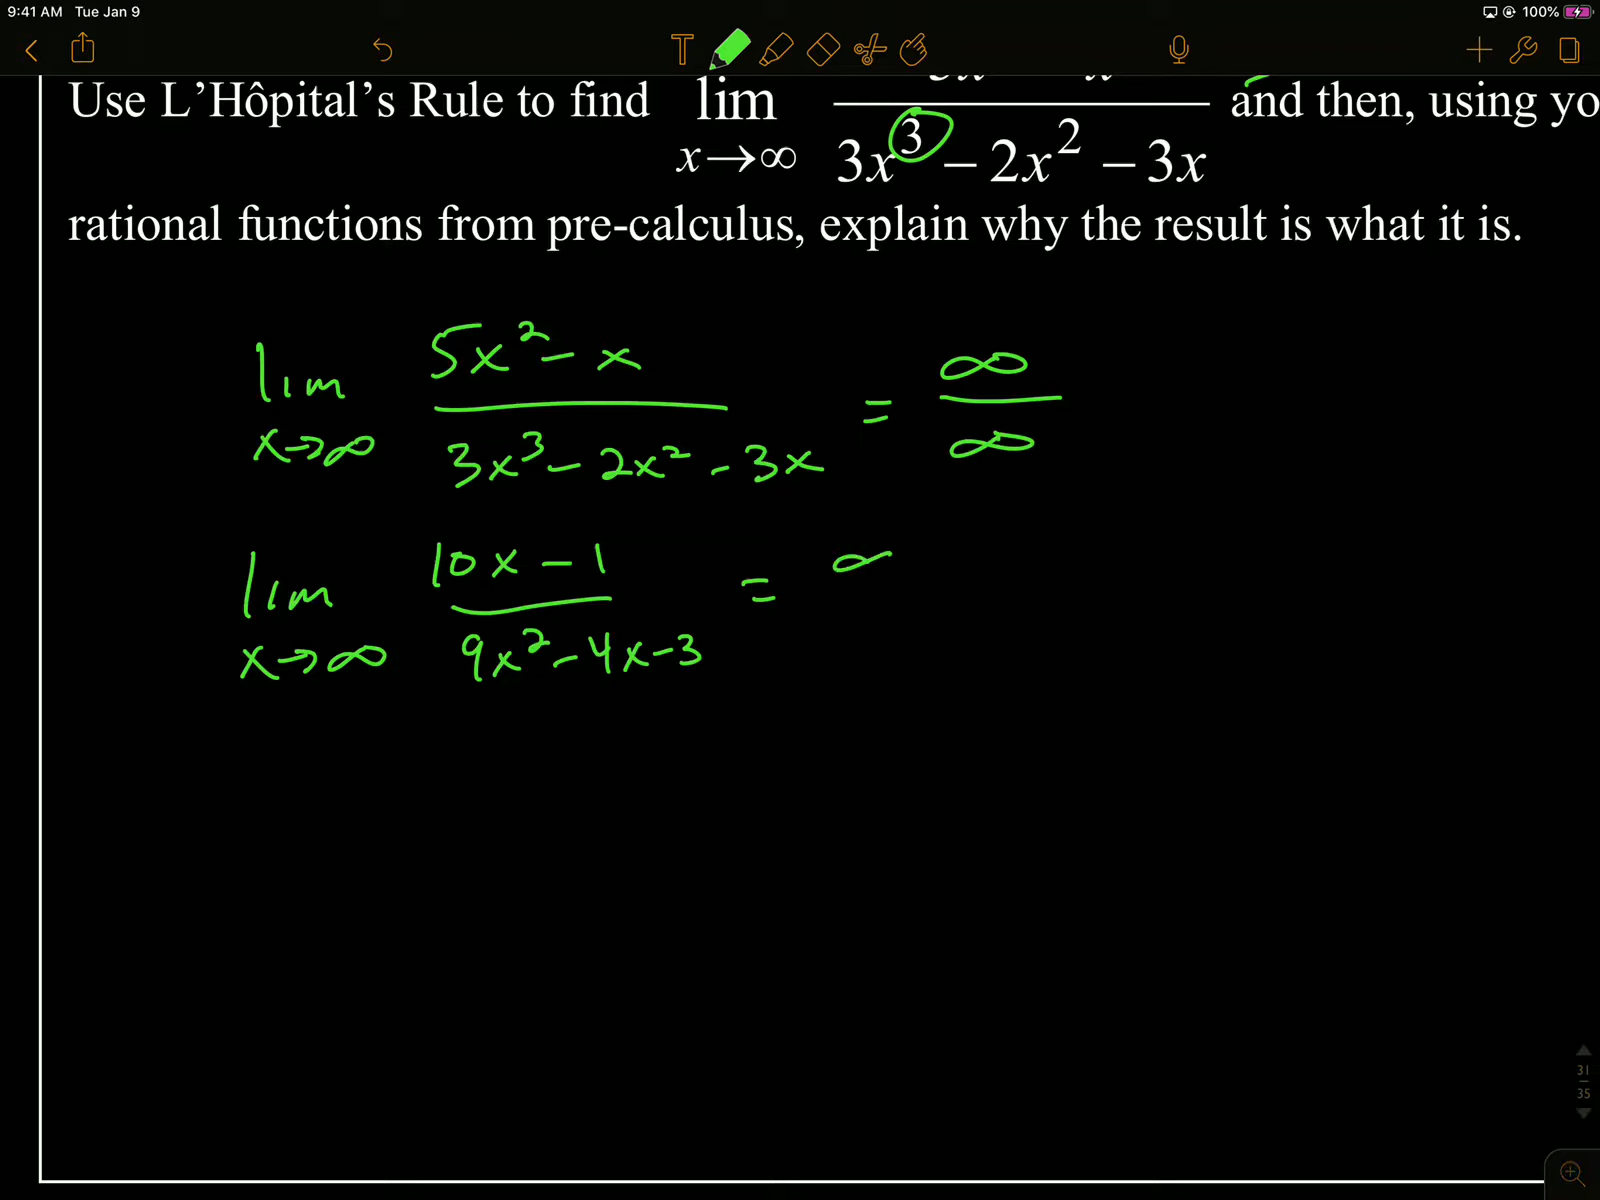 9:41 AM Tue Jan 9 100%
T
Use L'Hôpital's Rule to find lim x→∞ / 3x³ − 2x² − 3x and then, using yo
rational functions from pre-calculus, explain why the result is what it is.
lim x→∞ (5x² − x) / (3x³ − 2x² − 3x) = ∞/∞
lim x→∞ (10x − 1) / (9x² − 4x − 3) = ∞
31
35